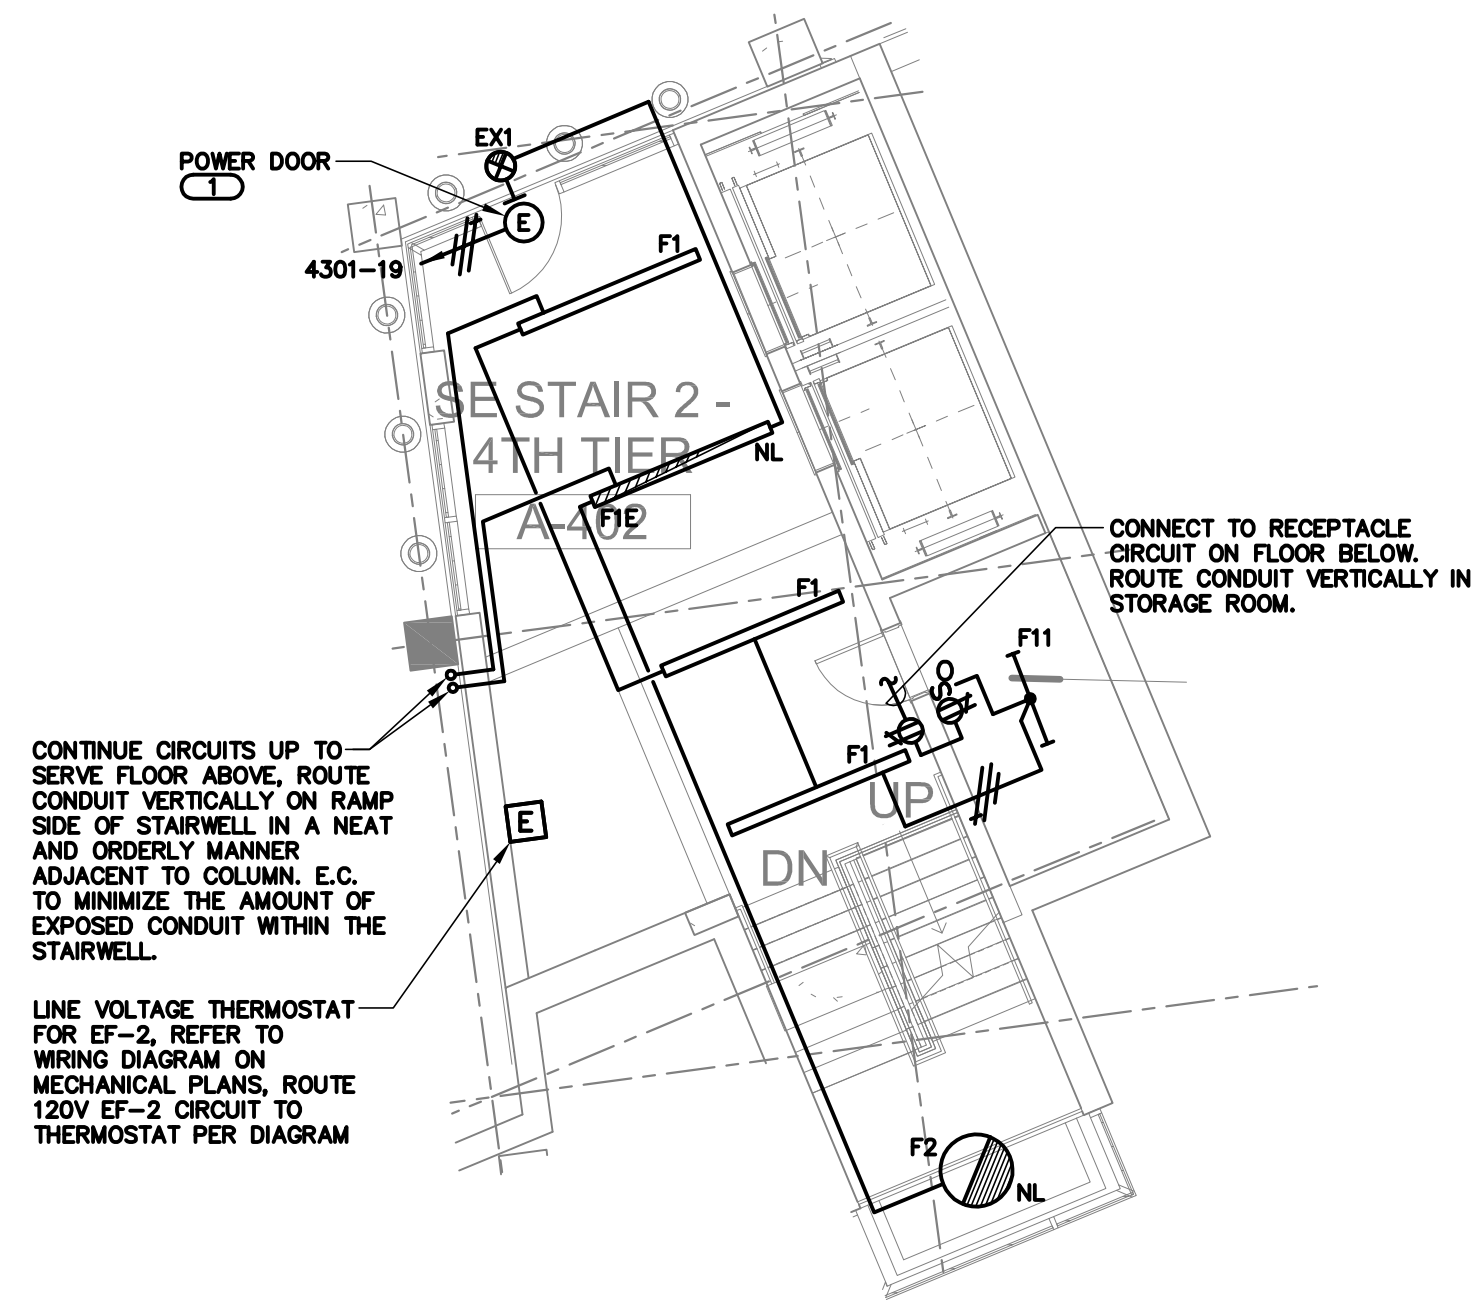 EX1
POWER DOOR
1
E
4301-19
F1
SE STAIR 2 -
4TH TIER
NL
F1E
A-402
CONNECT TO RECEPTACLE
CIRCUIT ON FLOOR BELOW.
ROUTE CONDUIT VERTICALLY IN
STORAGE ROOM.
F1
F11
SO
F1
UP
DN
CONTINUE CIRCUITS UP TO
SERVE FLOOR ABOVE, ROUTE
CONDUIT VERTICALLY ON RAMP
SIDE OF STAIRWELL IN A NEAT
AND ORDERLY MANNER
ADJACENT TO COLUMN. E.C.
TO MINIMIZE THE AMOUNT OF
EXPOSED CONDUIT WITHIN THE
STAIRWELL.
E
LINE VOLTAGE THERMOSTAT
FOR EF-2, REFER TO
WIRING DIAGRAM ON
MECHANICAL PLANS, ROUTE
120V EF-2 CIRCUIT TO
THERMOSTAT PER DIAGRAM
F2
NL